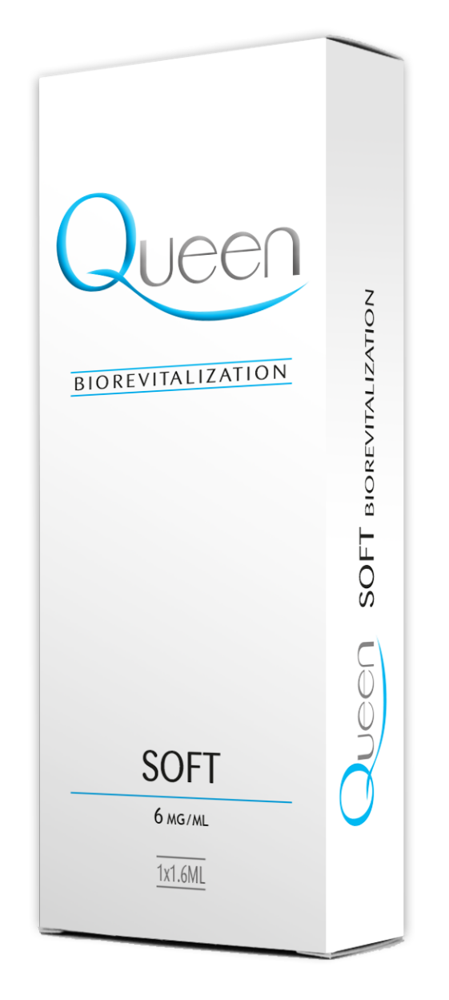 Queen
BIOREVITALIZATION
SOFT
6 MG/ML
1x1.6ML
Queen SOFT BIOREVITALIZATION